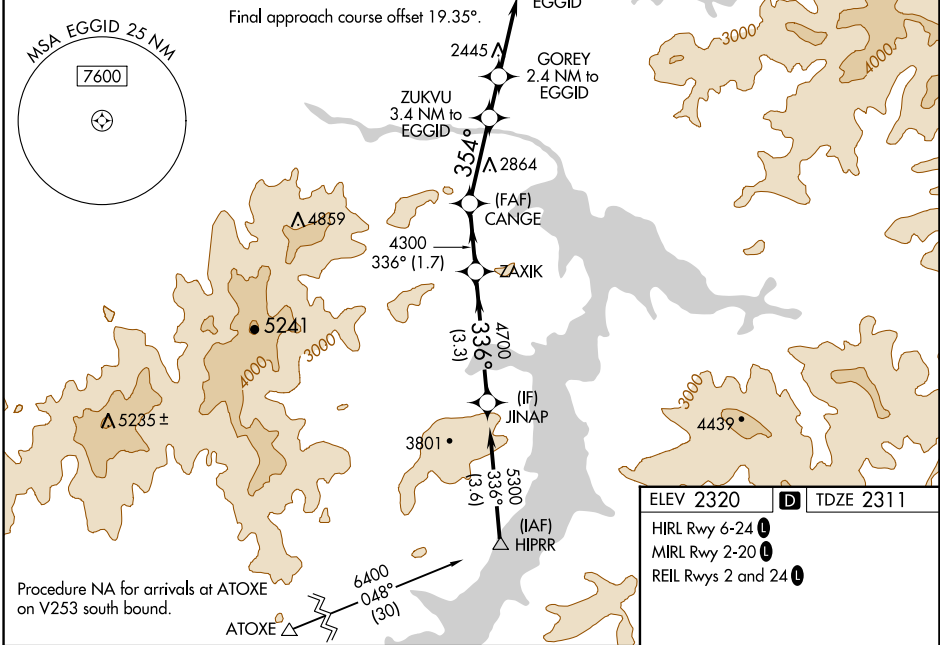 EGGID
Final approach course offset 19.35°.
MSA EGGID 25 NM
7600
2445
GOREY
2.4 NM to
EGGID
ZUKVU
3.4 NM to
EGGID
3000
4000
354°
2864
(FAF)
CANGE
4859
4300
336° (1.7)
ZAXIK
5241
3000
4000
4700
336°
(3.3)
5235 ±
(IF)
JINAP
3801
3000
4439
5300
336°
(3.6)
(IAF)
HIPRR
ELEV 2320
D
TDZE 2311
HIRL Rwy 6-24 L
MIRL Rwy 2-20 L
REIL Rwys 2 and 24 L
6400
048°
(30)
Procedure NA for arrivals at ATOXE
on V253 south bound.
ATOXE